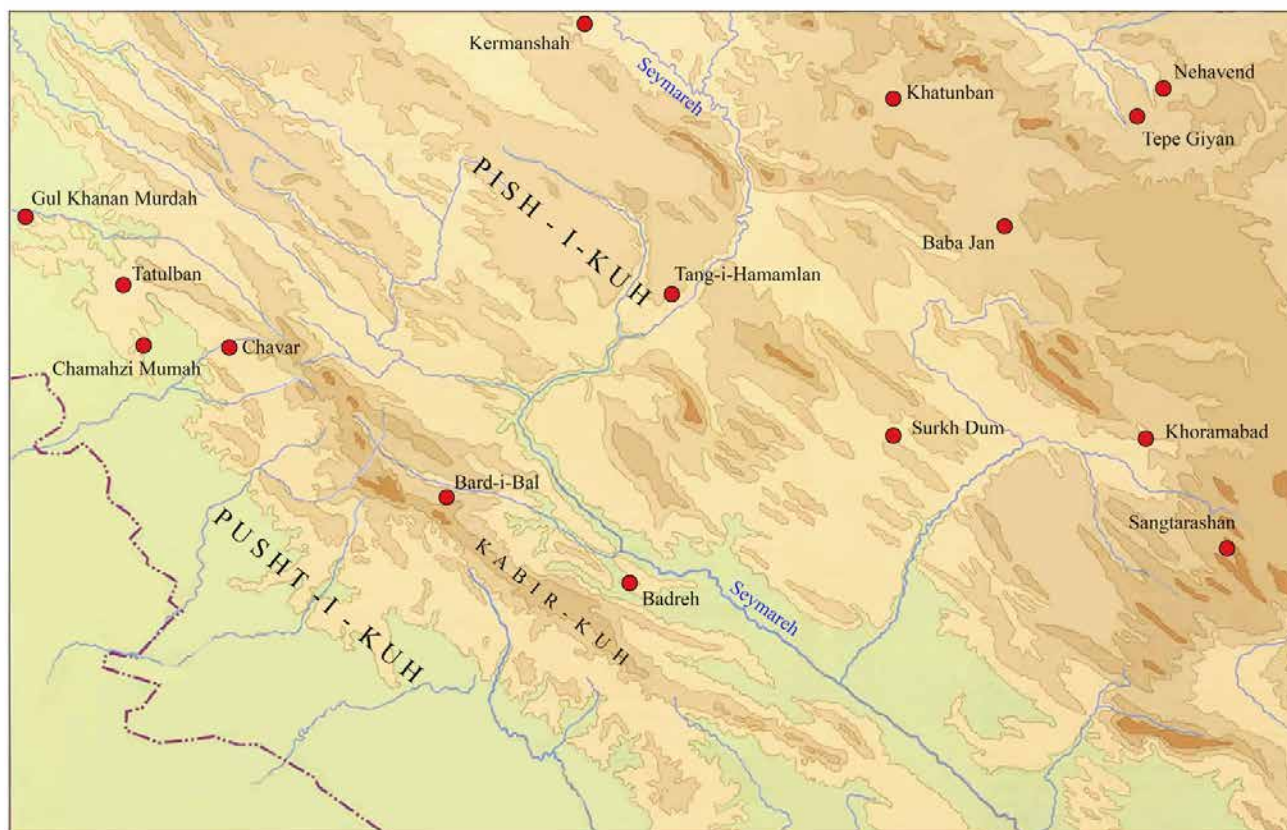 Kermanshah
Seymareh
Nehavend
Khatunban
Tepe Giyan
Gul Khanan Murdah
PISH-I-KUH
Baba Jan
Tatulban
Tang-i-Hamamlan
Chavar
Chamahzi Mumah
Surkh Dum
Khoramabad
Bard-i-Bal
Sangtarashan
PUSHT-I-KUH
KABIR-KUH
Badreh
Seymareh